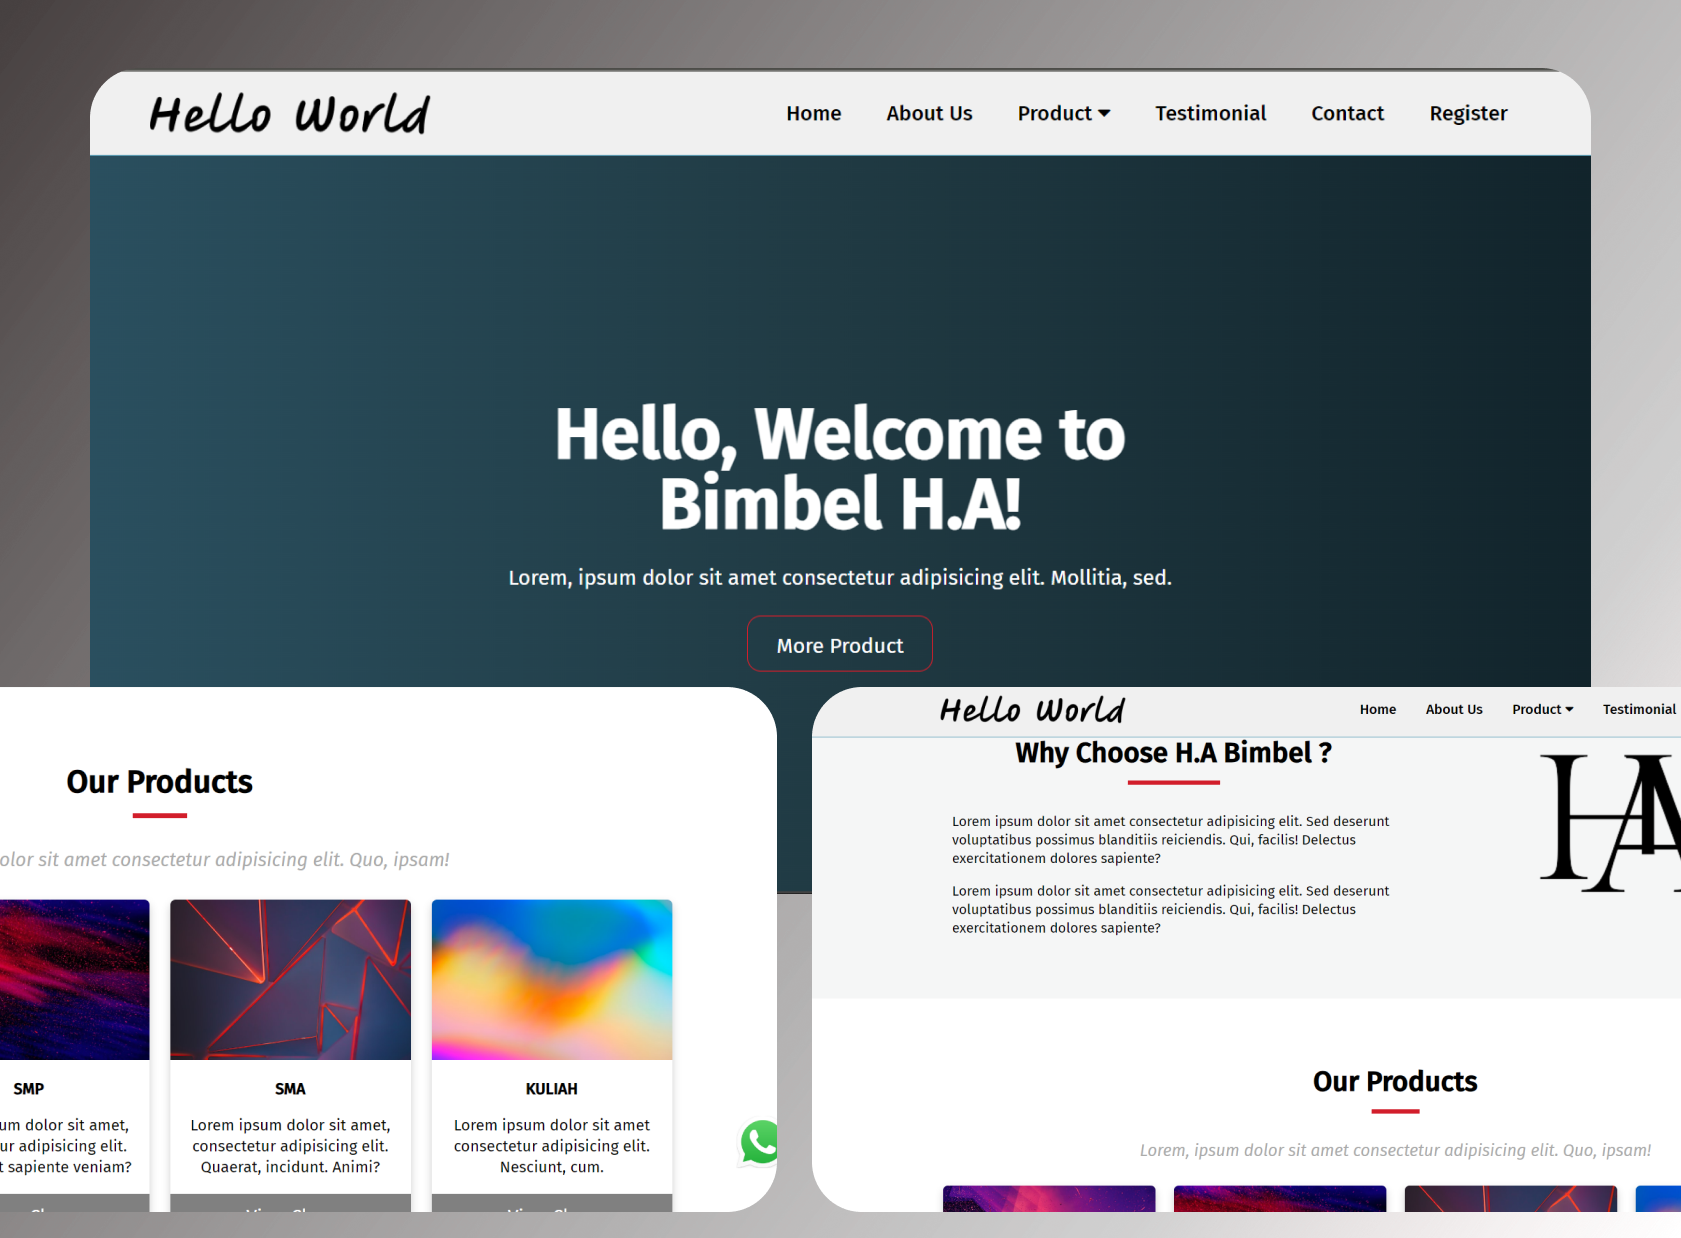 Hello World
Home About Us Product Testimonial Contact Register
Hello, Welcome to
Bimbel H.A!
Lorem, ipsum dolor sit amet consectetur adipisicing elit. Mollitia, sed.
More Product
Our Products
dolor sit amet consectetur adipisicing elit. Quo, ipsam!
SMP
dolor sit amet,
adipisicing elit.
sapiente veniam?
SMA
Lorem ipsum dolor sit amet,
consectetur adipisicing elit.
Quaerat, incidunt. Animi?
KULIAH
Lorem ipsum dolor sit amet
consectetur adipisicing elit.
Nesciunt, cum.
Hello World
Home About Us Product Testimonial
Why Choose H.A Bimbel ?
Lorem ipsum dolor sit amet consectetur adipisicing elit. Sed deserunt
voluptatibus possimus blanditiis reiciendis. Qui, facilis! Delectus
exercitationem dolores sapiente?
Lorem ipsum dolor sit amet consectetur adipisicing elit. Sed deserunt
voluptatibus possimus blanditiis reiciendis. Qui, facilis! Delectus
exercitationem dolores sapiente?
HA
Our Products
Lorem, ipsum dolor sit amet consectetur adipisicing elit. Quo, ipsam!